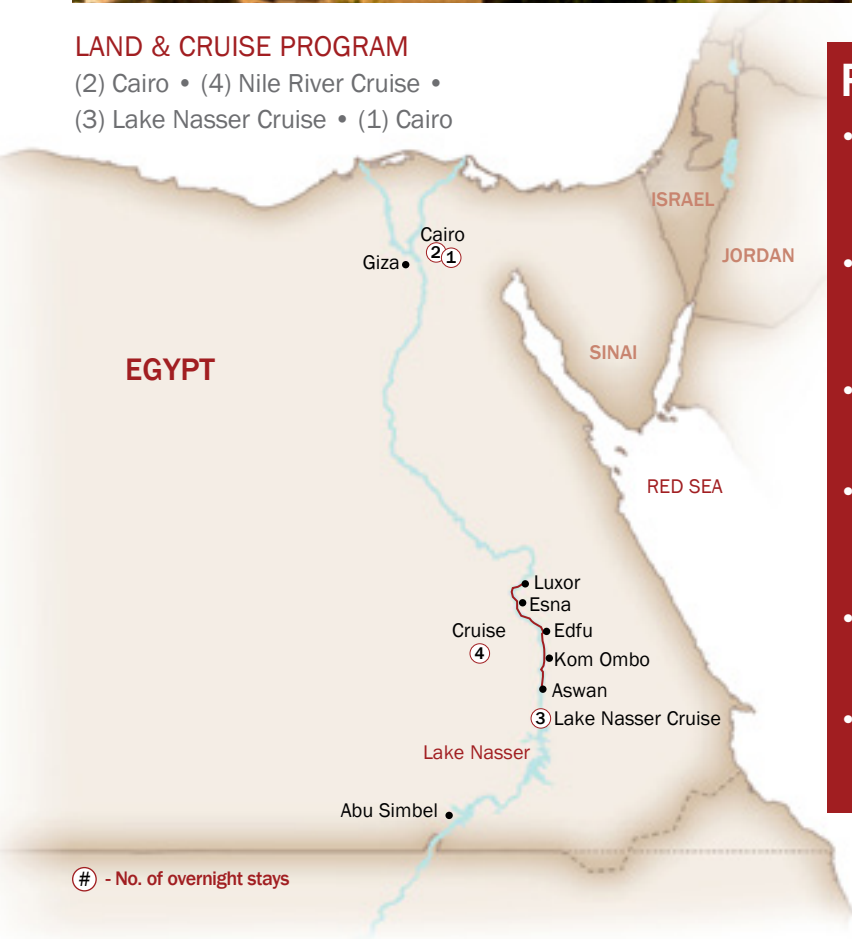 LAND & CRUISE PROGRAM
(2) Cairo • (4) Nile River Cruise •
(3) Lake Nasser Cruise • (1) Cairo
ISRAEL
Cairo
2 1
Giza
JORDAN
SINAI
EGYPT
RED SEA
Luxor
Esna
Cruise
Edfu
4
Kom Ombo
Aswan
3 Lake Nasser Cruise
Lake Nasser
Abu Simbel
# - No. of overnight stays